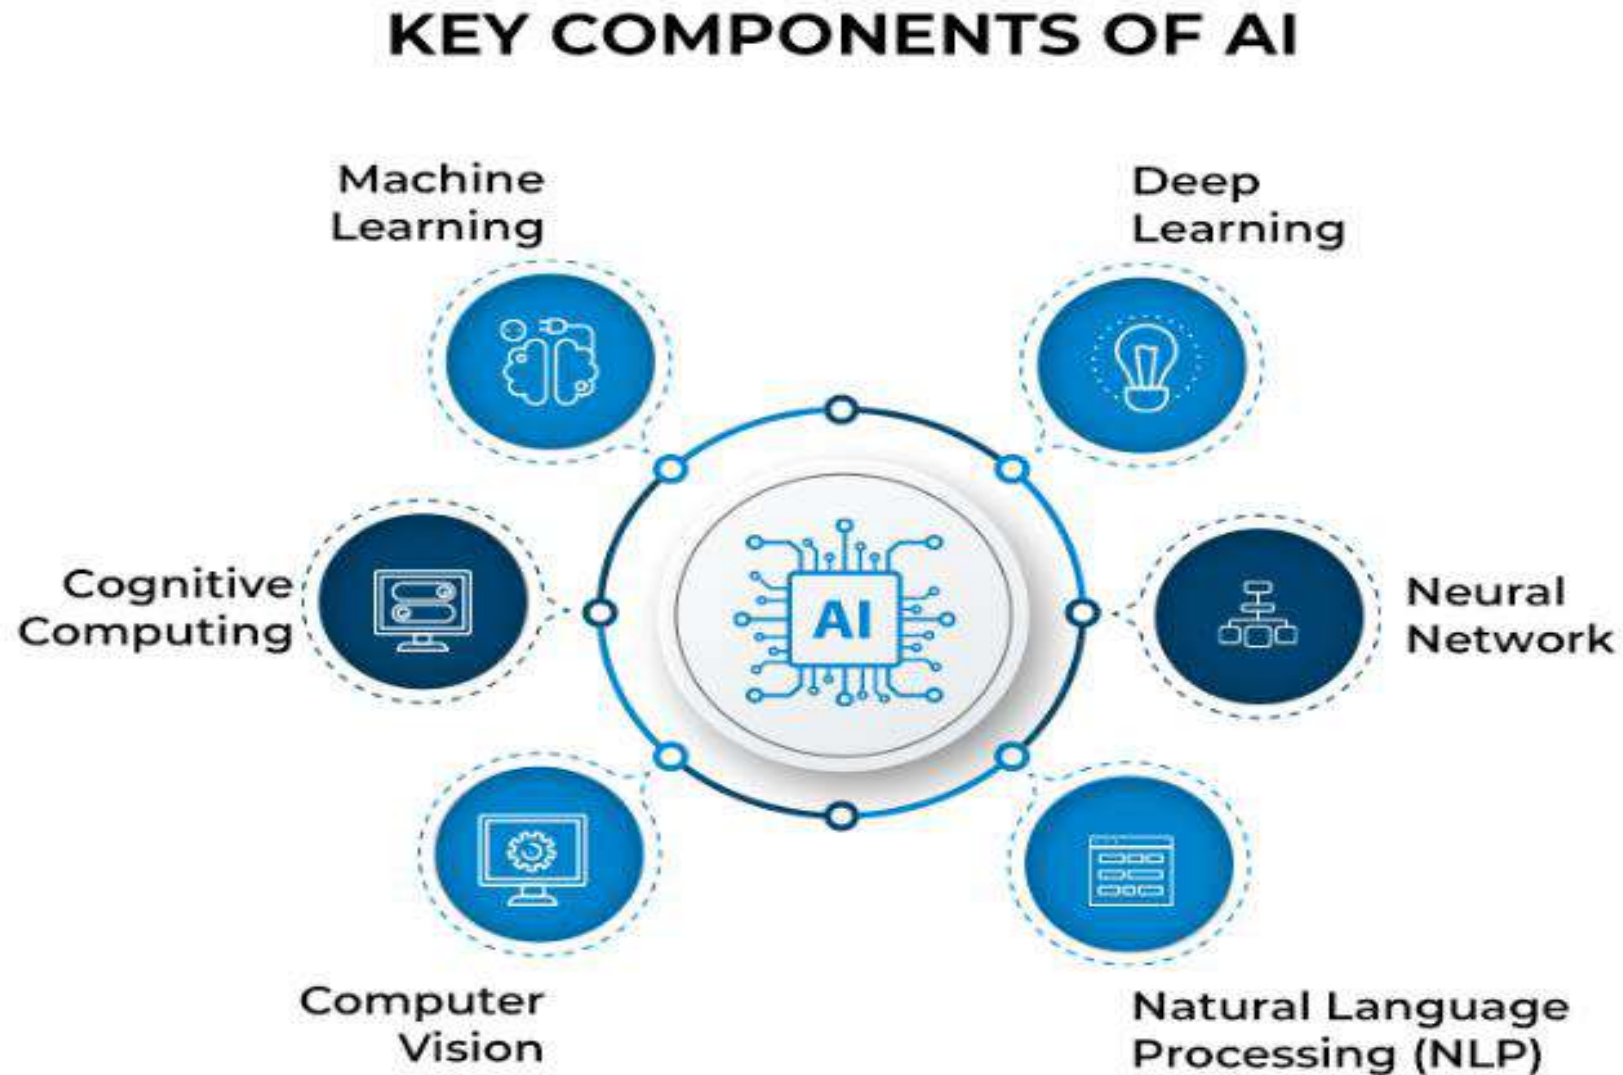 KEY COMPONENTS OF AI
Machine
Learning
Deep
Learning
Cognitive
Computing
AI
Neural
Network
Computer
Vision
Natural Language
Processing (NLP)